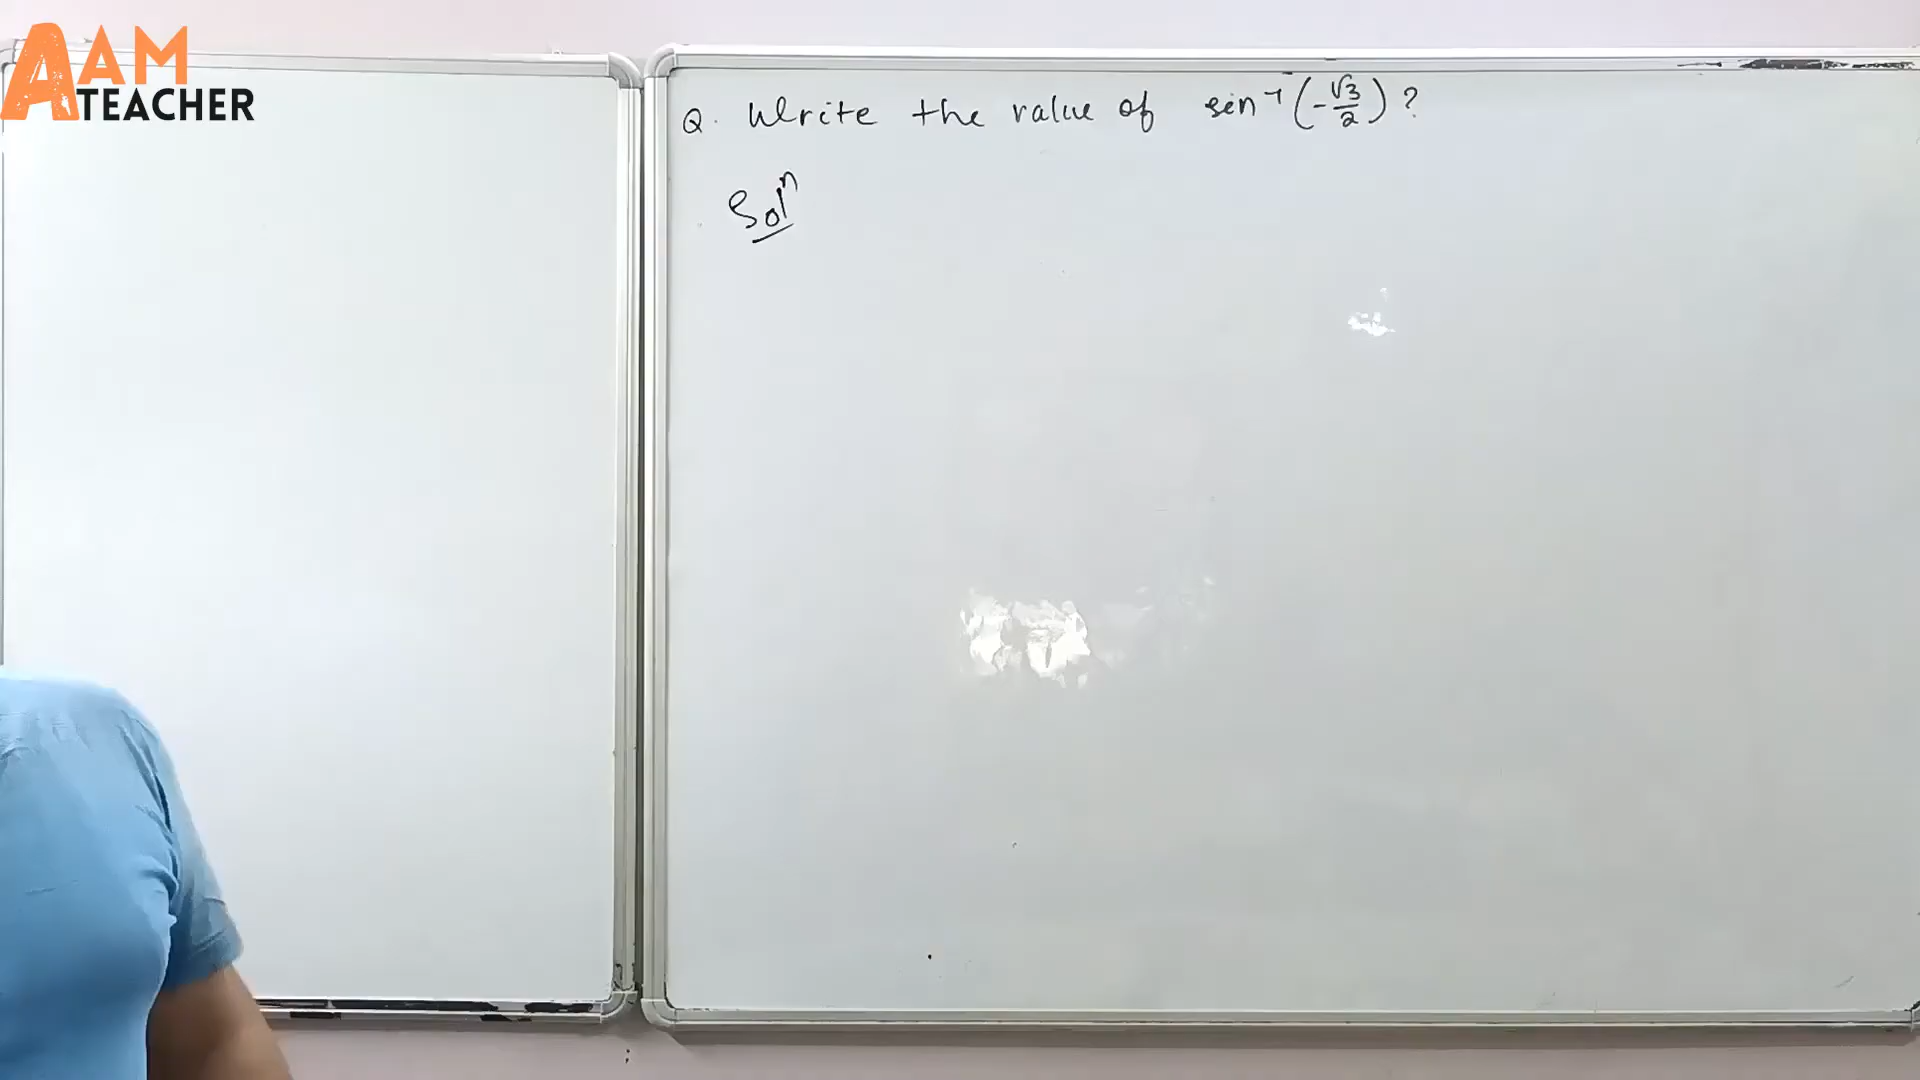 AAM
TEACHER
Q. Write the value of sin⁻¹(-√3/2)?
Solⁿ